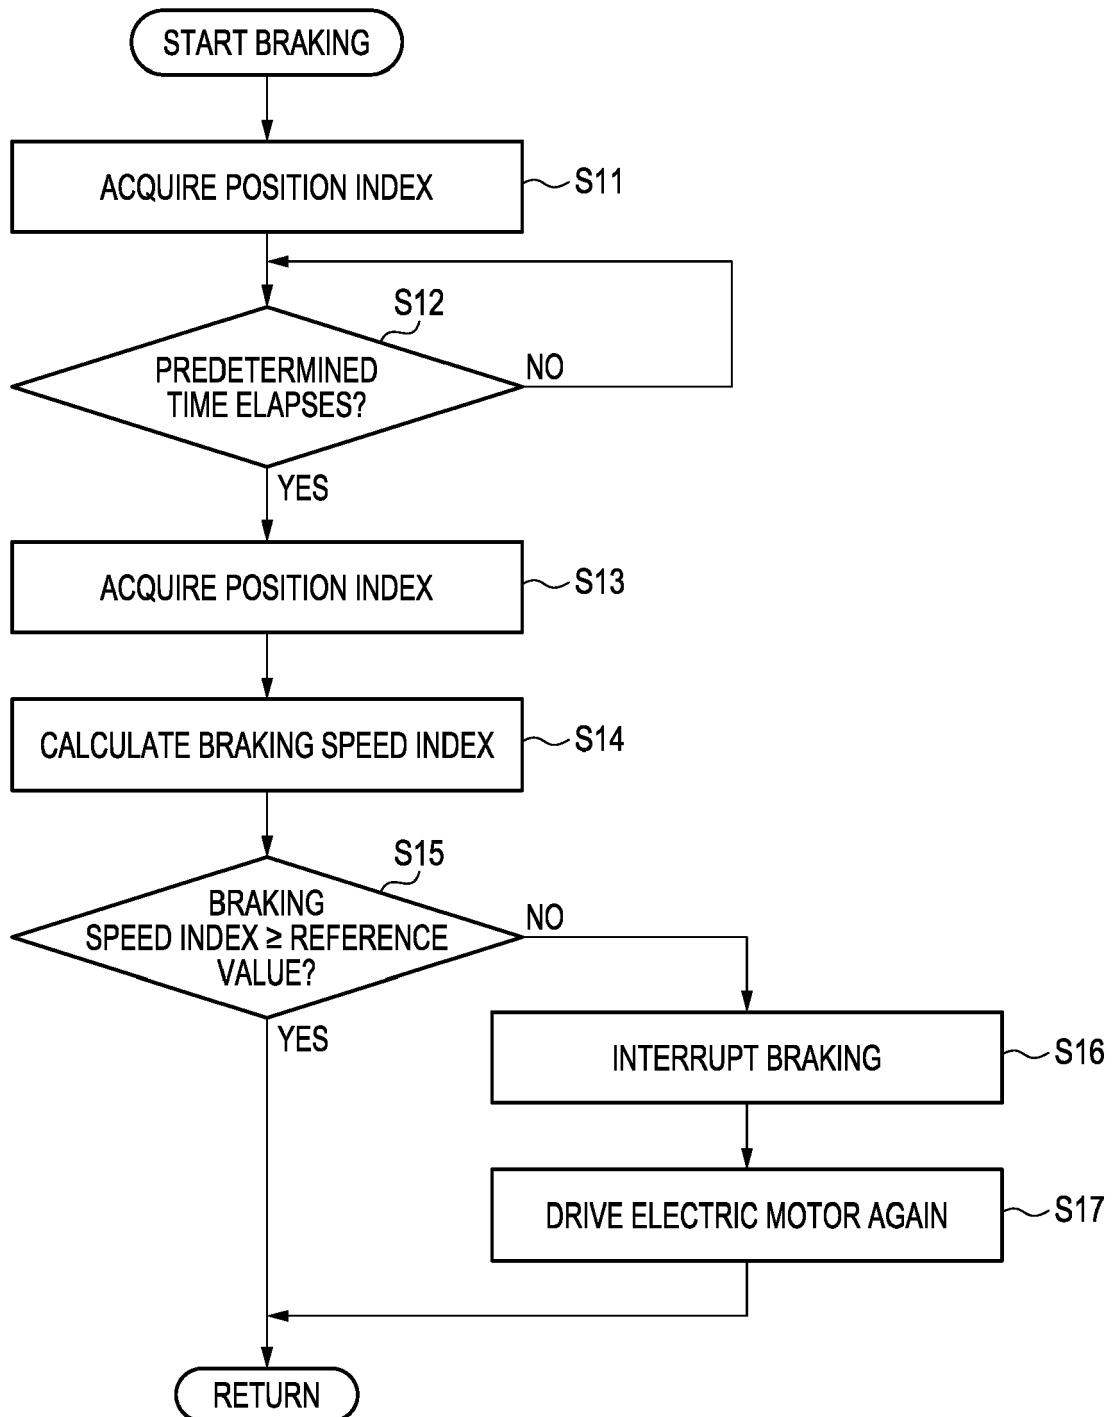 START BRAKING
ACQUIRE POSITION INDEX
S11
S12
PREDETERMINED
TIME ELAPSES?
NO
YES
ACQUIRE POSITION INDEX
S13
CALCULATE BRAKING SPEED INDEX
S14
S15
BRAKING
SPEED INDEX ≥ REFERENCE
VALUE?
NO
YES
INTERRUPT BRAKING
S16
DRIVE ELECTRIC MOTOR AGAIN
S17
RETURN